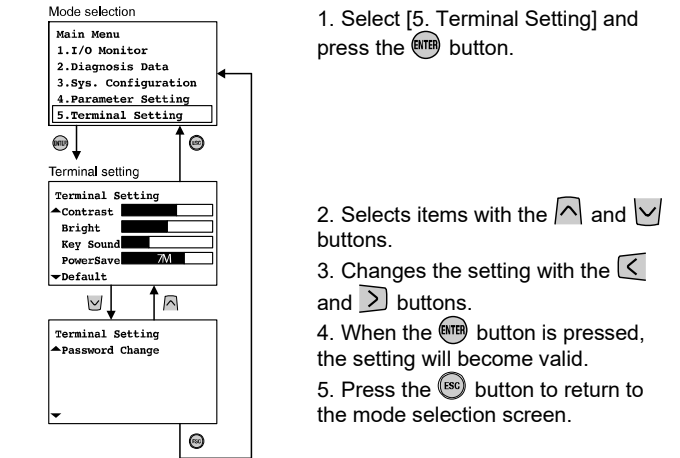 Mode selection
Main Menu
1.I/O Monitor
2.Diagnosis Data
3.Sys. Configuration
4.Parameter Setting
5.Terminal Setting
ENTER
ESC
Terminal setting
Terminal Setting
Contrast
Bright
Key Sound
PowerSave 7M
Default
Terminal Setting
Password Change
ESC
1. Select [5. Terminal Setting] and
press the ENTER button.
2. Selects items with the and
buttons.
3. Changes the setting with the
and buttons.
4. When the ENTER button is pressed,
the setting will become valid.
5. Press the ESC button to return to
the mode selection screen.